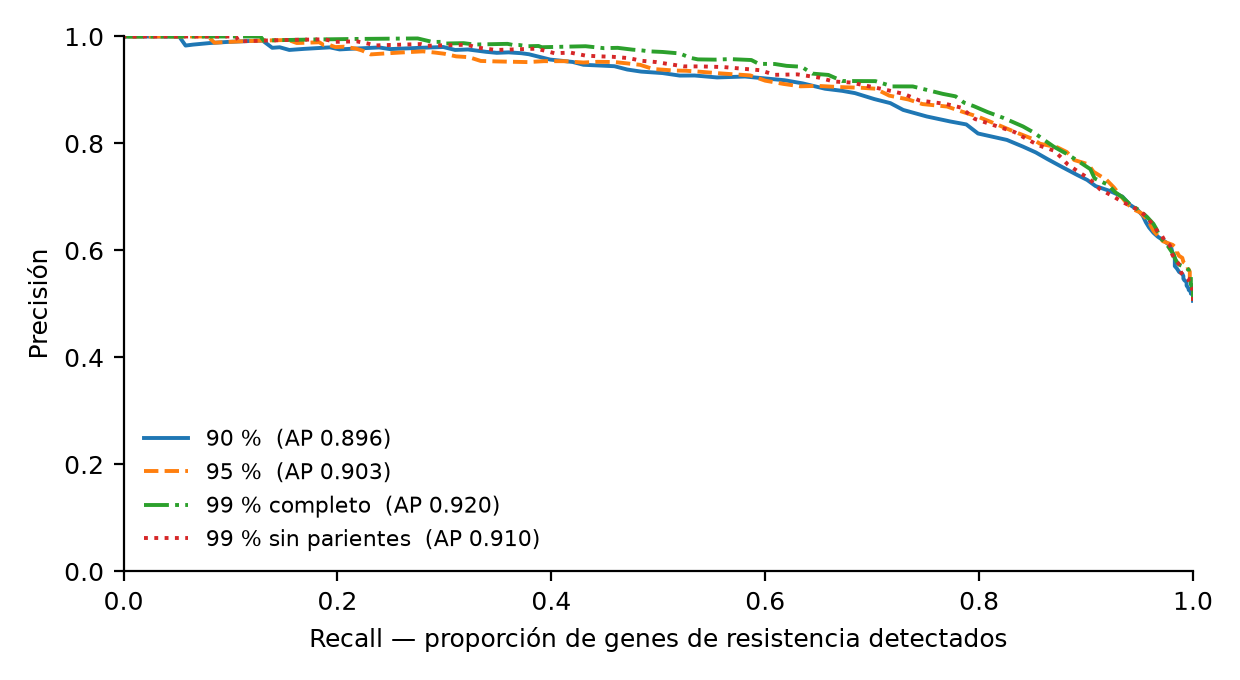 1.0
0.8
0.6
0.4
0.2
0.0
Precisión
90 % (AP 0.896)
95 % (AP 0.903)
99 % completo (AP 0.920)
99 % sin parientes (AP 0.910)
0.0 0.2 0.4 0.6 0.8 1.0
Recall — proporción de genes de resistencia detectados